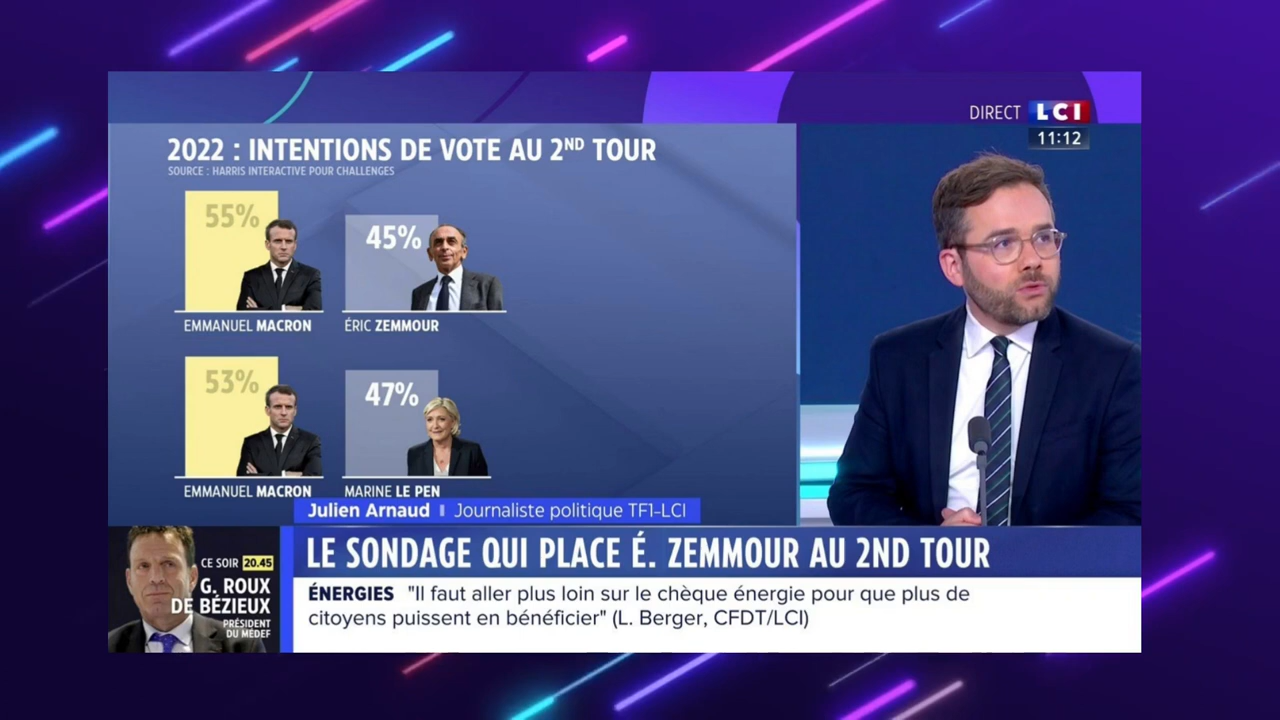 DIRECT LCI
11:12
2022 : INTENTIONS DE VOTE AU 2ND TOUR
SOURCE : HARRIS INTERACTIVE POUR CHALLENGES
55%
45%
EMMANUEL MACRON
ÉRIC ZEMMOUR
53%
47%
EMMANUEL MACRON
MARINE LE PEN
Julien Arnaud Journaliste politique TF1-LCI
CE SOIR 20.45
G. ROUX
DE BÉZIEUX
PRÉSIDENT
DU MEDEF
LE SONDAGE QUI PLACE É. ZEMMOUR AU 2ND TOUR
ÉNERGIES "Il faut aller plus loin sur le chèque énergie pour que plus de
citoyens puissent en bénéficier" (L. Berger, CFDT/LCI)